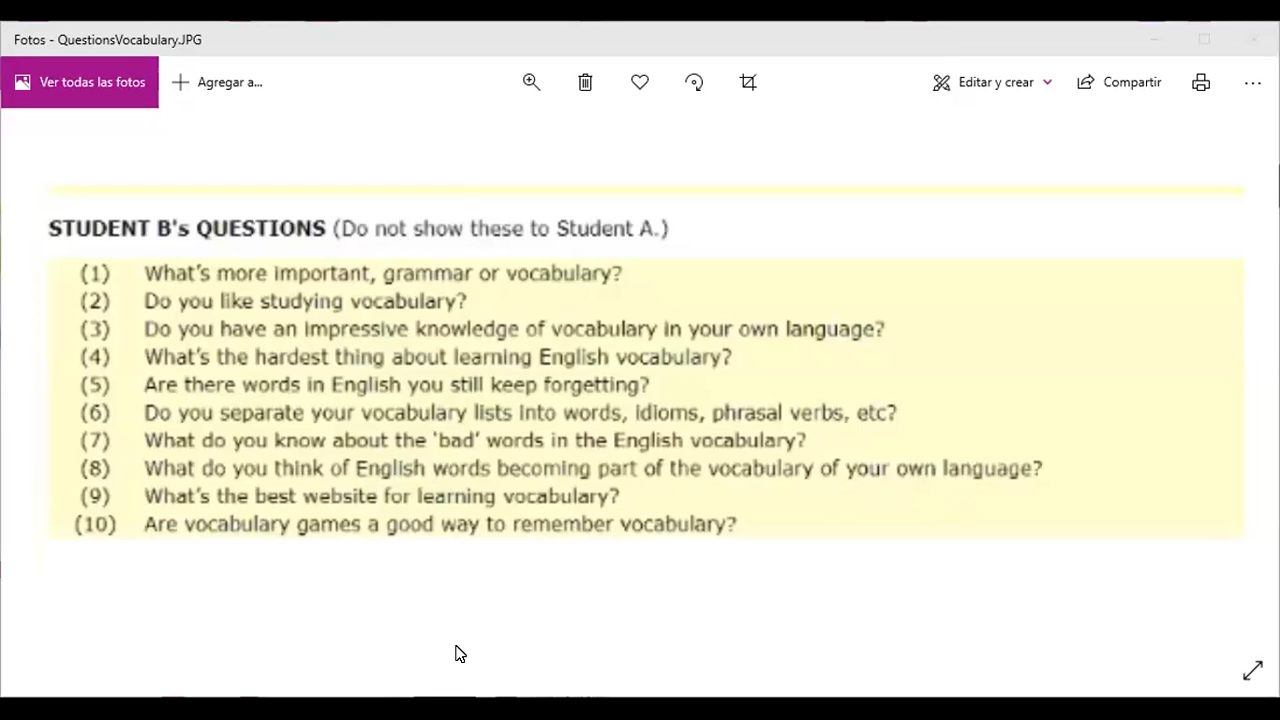 Fotos - QuestionsVocabulary.JPG
Ver todas las fotos
Agregar a...
Editar y crear
Compartir
STUDENT B's QUESTIONS (Do not show these to Student A.)
(1) What's more important, grammar or vocabulary?
(2) Do you like studying vocabulary?
(3) Do you have an impressive knowledge of vocabulary in your own language?
(4) What's the hardest thing about learning English vocabulary?
(5) Are there words in English you still keep forgetting?
(6) Do you separate your vocabulary lists into words, idioms, phrasal verbs, etc?
(7) What do you know about the 'bad' words in the English vocabulary?
(8) What do you think of English words becoming part of the vocabulary of your own language?
(9) What's the best website for learning vocabulary?
(10) Are vocabulary games a good way to remember vocabulary?